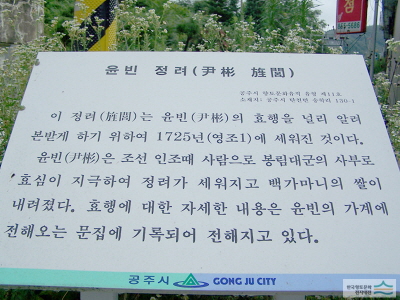 윤빈 정려(尹彬 旌閭)
공주시 향토문화유적 유형 제11호
소재지: 공주시 탄천면 송학리 130.1
이 정려(旌閭)는 윤빈(尹彬)의 효행을 널리 알려
본받게 하기 위하여 1725년(영조1)에 세워진 것이다.
윤빈(尹彬)은 조선 인조때 사람으로 봉림대군의 사부로
효심이 지극하여 정려가 세워지고 백가마니의 쌀이
내려졌다. 효행에 대한 자세한 내용은 윤빈의 가계에
전해오는 문집에 기록되어 전해지고 있다.
공주시 GONG JU CITY